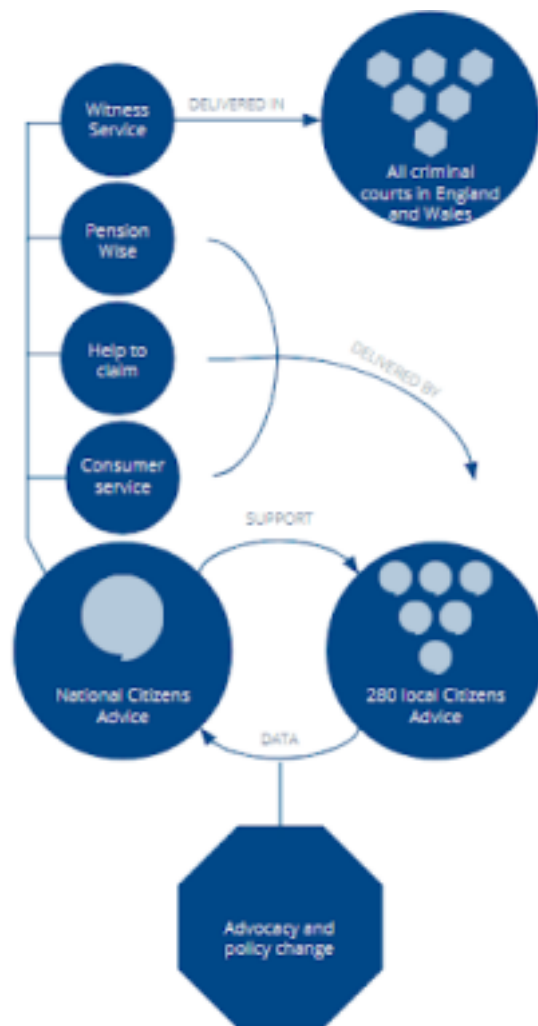 Witness
Service
DELIVERED IN
All criminal
courts in England
and Wales
Pension
Wise
Help to
claim
DELIVERED BY
Consumer
service
SUPPORT
National Citizens
Advice
280 local Citizens
Advice
DATA
Advocacy and
policy change